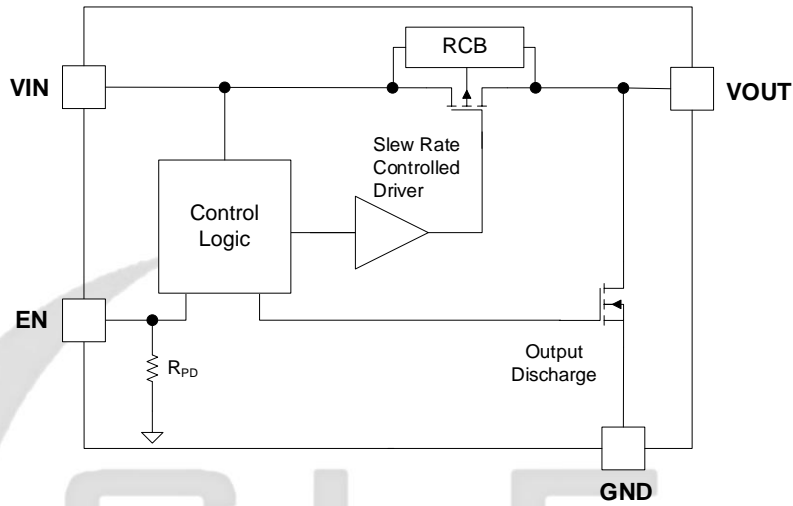 RCB
VIN
VOUT
Slew Rate
Controlled
Driver
Control
Logic
EN
RPD
Output
Discharge
GND